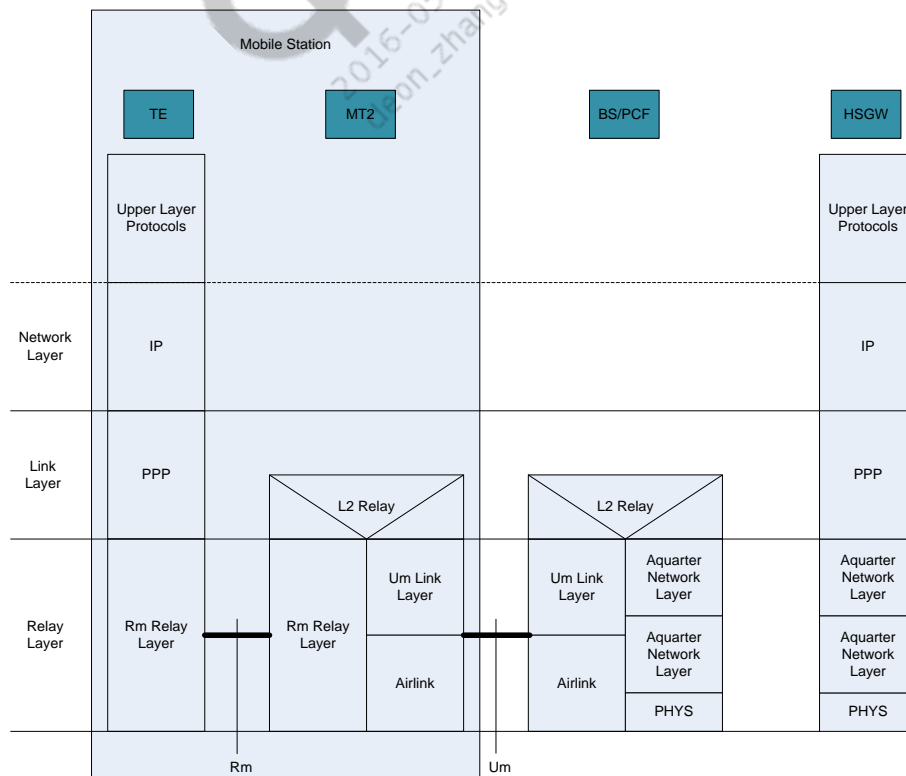 Mobile Station
2016-05
deon_zhang
TE
MT2
BS/PCF
HSGW
Upper Layer
Protocols
Upper Layer
Protocols
Network
Layer
IP
IP
Link
Layer
PPP
L2 Relay
L2 Relay
PPP
Relay
Layer
Rm Relay
Layer
Rm Relay
Layer
Um Link
Layer
Airlink
Um Link
Layer
Airlink
Aquarter
Network
Layer
Aquarter
Network
Layer
PHYS
Aquarter
Network
Layer
Aquarter
Network
Layer
PHYS
Rm
Um